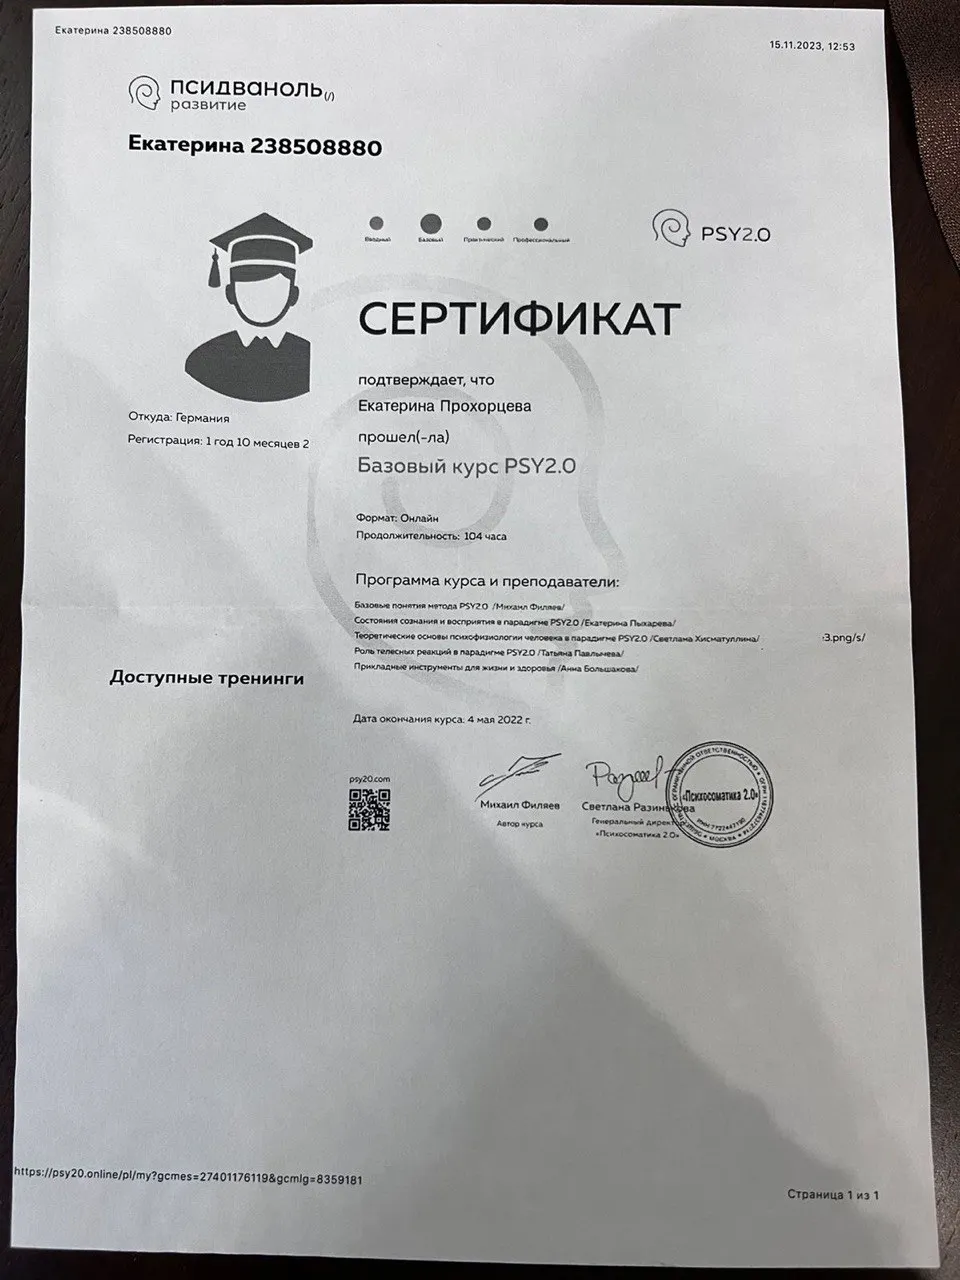 Екатерина 238508880
15.11.2023, 12:53
ПСИДВАНОЛЬ(/)
развитие
Екатерина 238508880
Вводный Базовый Практический Профессиональный
PSY2.0
СЕРТИФИКАТ
подтверждает, что
Екатерина Прохорцева
прошел(-ла)
Базовый курс PSY2.0
Откуда: Германия
Регистрация: 1 год 10 месяцев 2
Формат: Онлайн
Продолжительность: 104 часа
Программа курса и преподаватели:
Базовые понятия метода PSY2.0 /Михаил Филяев/
Состояния сознания и восприятия в парадигме PSY2.0 /Екатерина Пыхарева/
Теоретические основы психофизиологии человека в парадигме PSY2.0 /Светлана Хисматуллина/
3.png/s/
Роль телесных реакций в парадигме PSY2.0 /Татьяна Павлычева/
Прикладные инструменты для жизни и здоровья /Анна Большакова/
Доступные тренинги
Дата окончания курса: 4 мая 2022 г.
psy20.com
Михаил Филяев
Автор курса
Светлана Разинькова
Генеральный директор
«Психосоматика 2.0»
«Психосоматика 2.0»
МОСКВА
https://psy20.online/pl/my?gcmes=27401176119&gcmlg=8359181
Страница 1 из 1